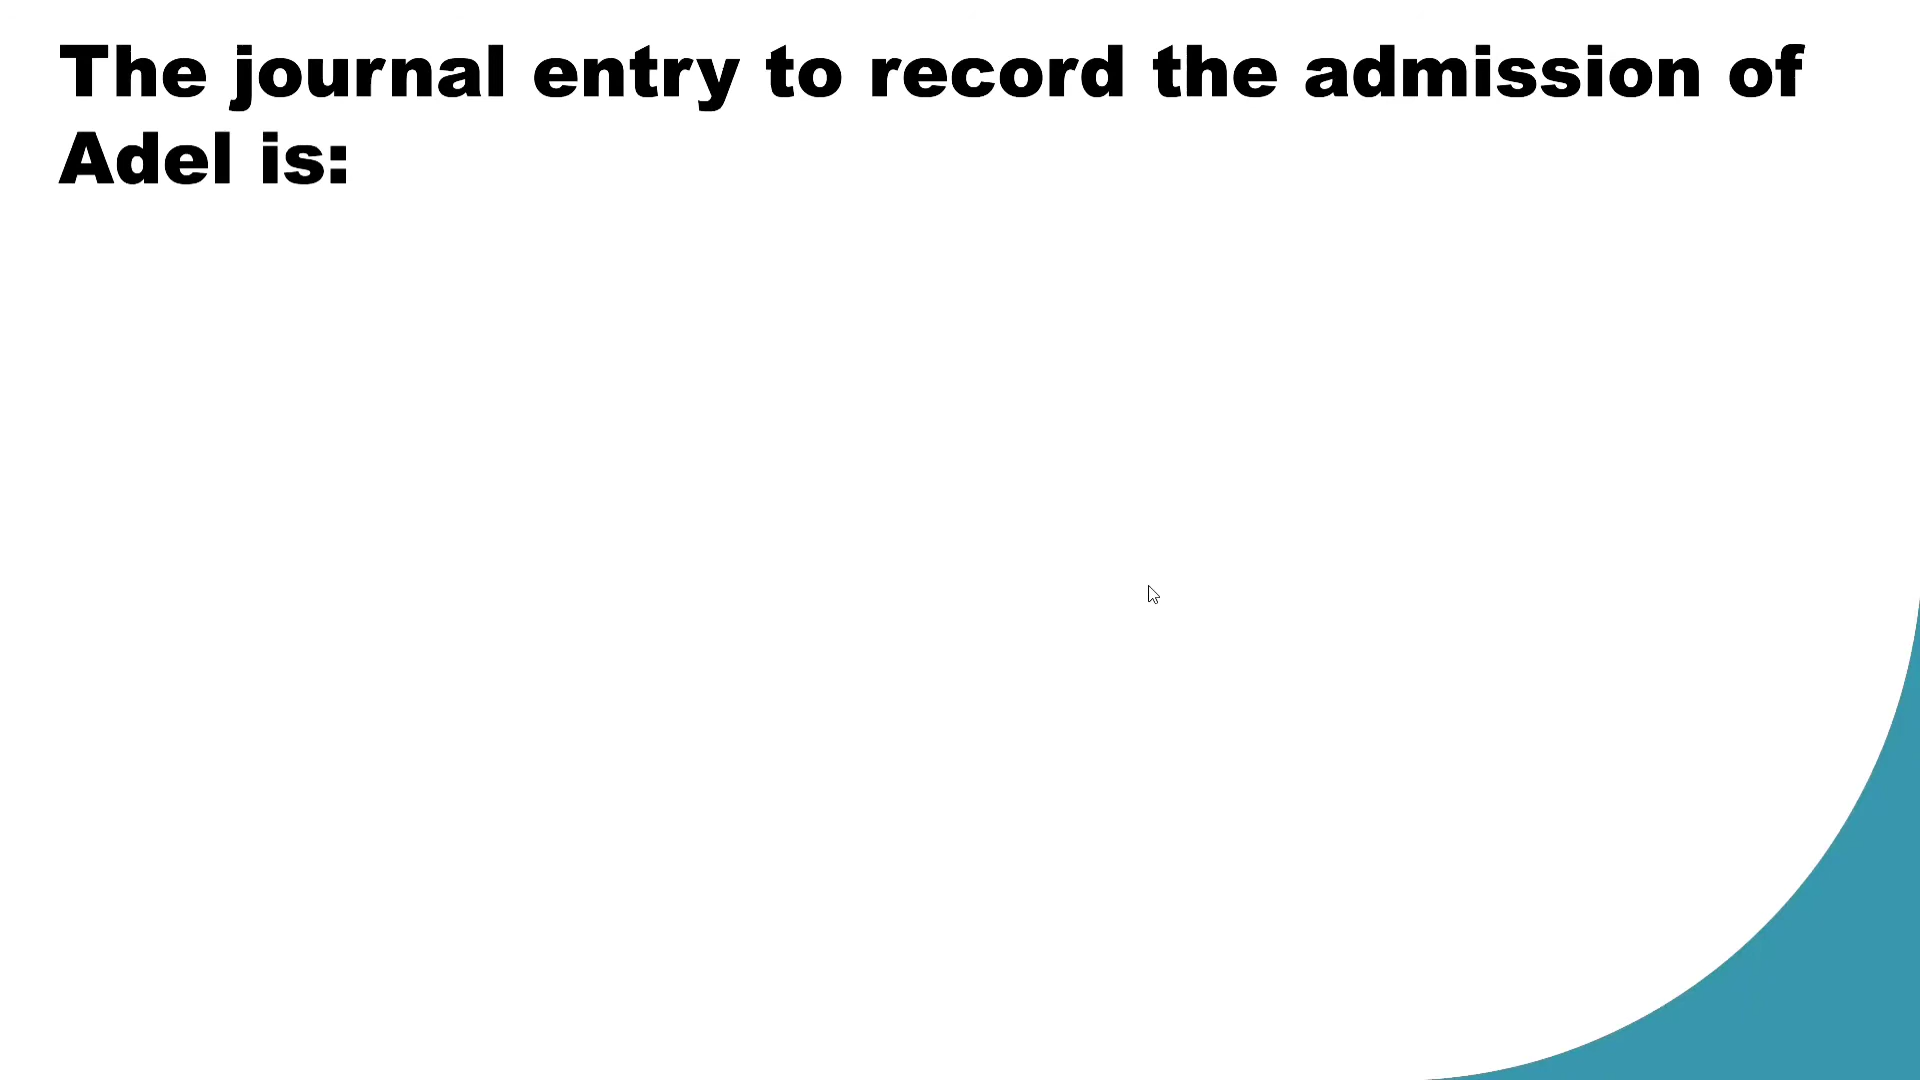 The journal entry to record the admission of
Adel is: